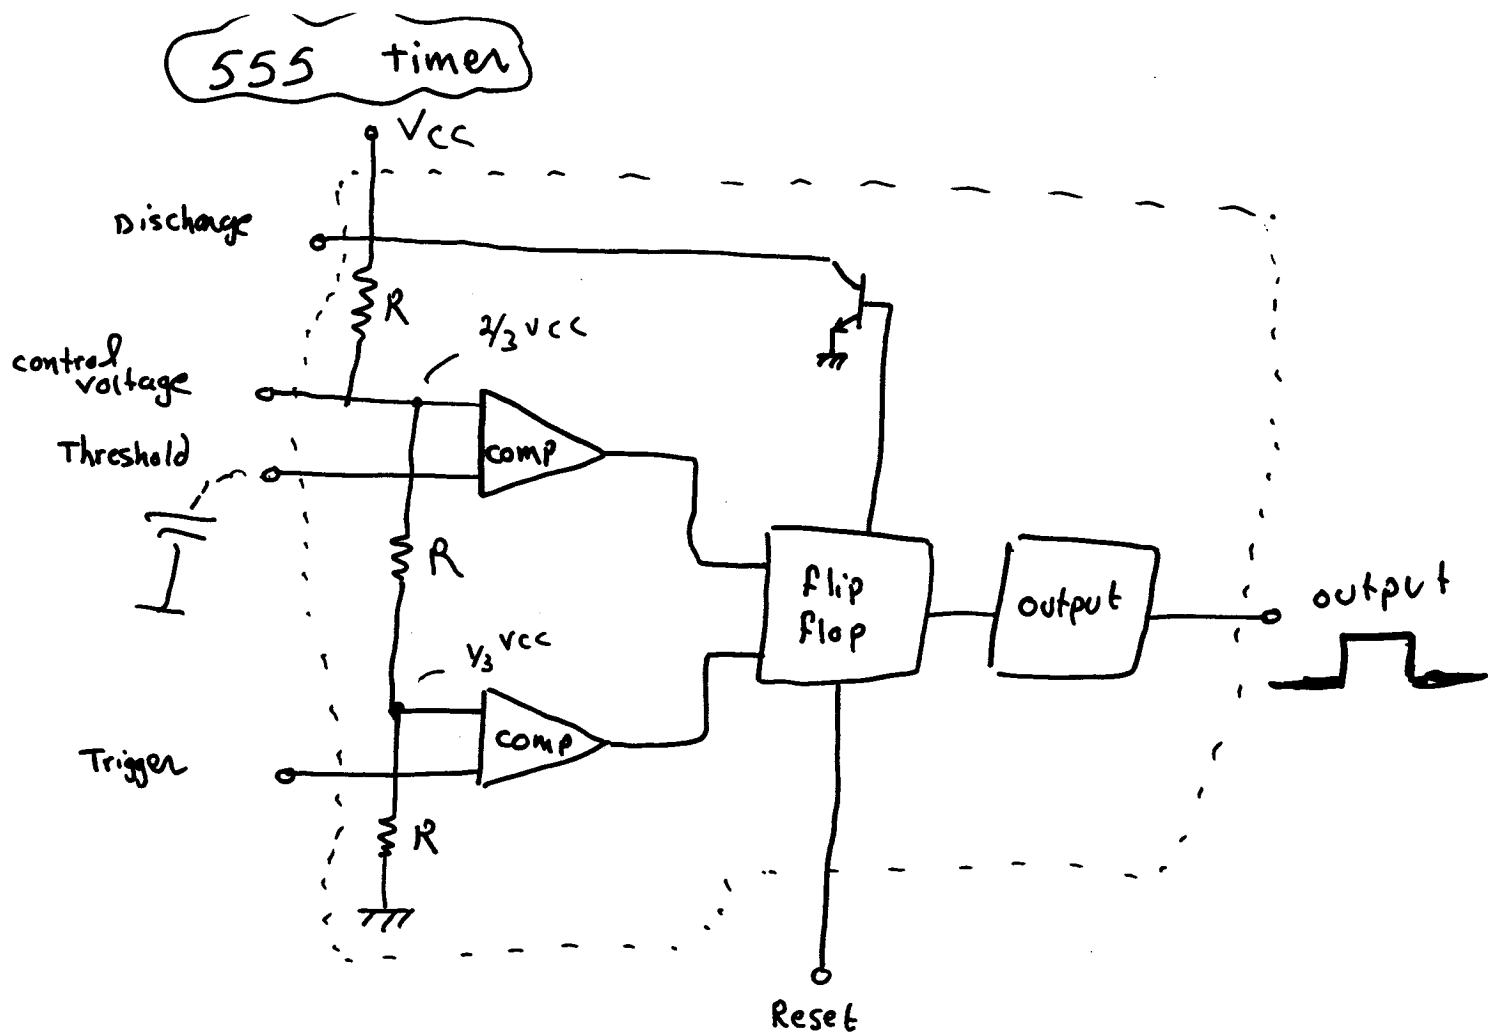 555 timer
Vcc
Discharge
R
2/3 Vcc
control
voltage
comp
Threshold
R
flip
flop
output
output
1/3 Vcc
comp
Trigger
R
Reset